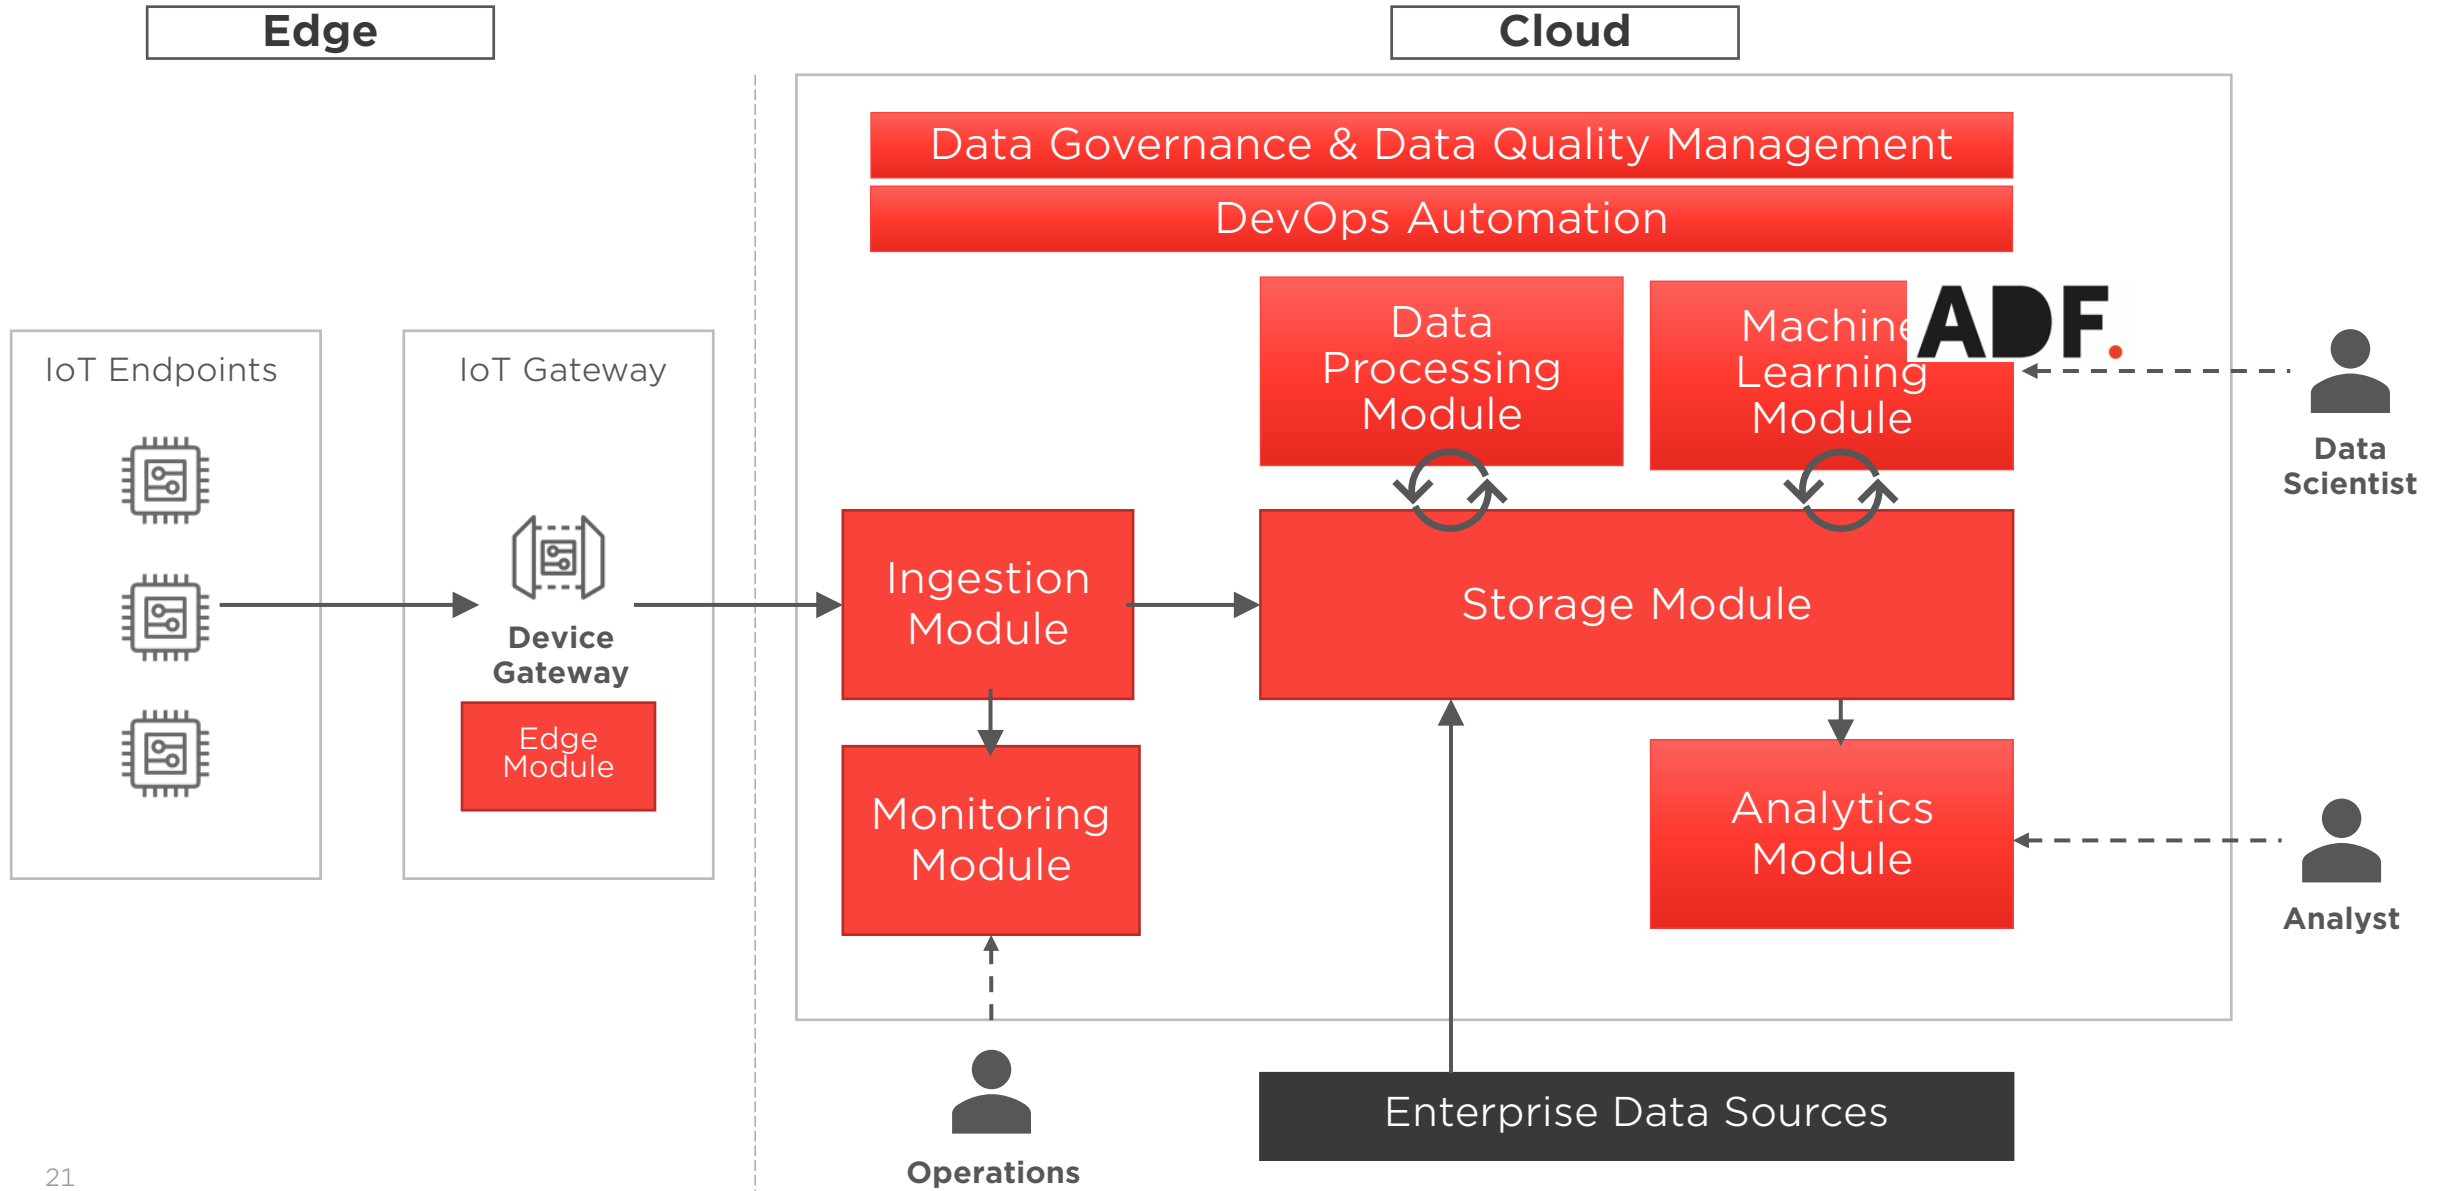 Edge
Cloud
Data Governance & Data Quality Management
DevOps Automation
IoT Endpoints
IoT Gateway
Device
Gateway
Edge
Module
Data
Processing
Module
Machine
Learning
Module
ADF.
Data
Scientist
Ingestion
Module
Storage Module
Monitoring
Module
Analytics
Module
Analyst
Operations
Enterprise Data Sources
21